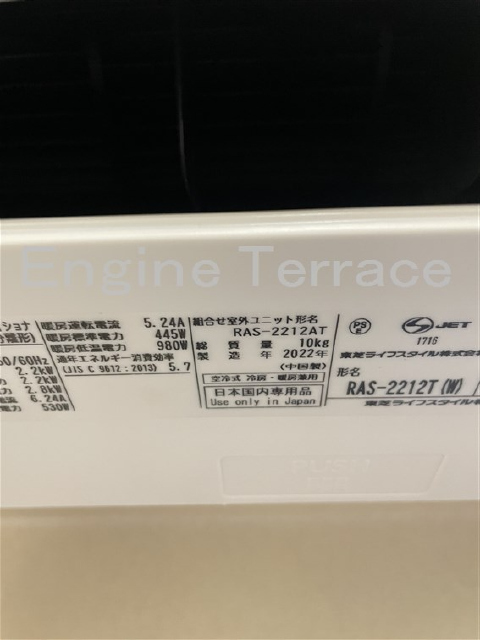 Engine Terrace
ショナ
暖房運転電流 5.24A
暖房標準電力 445W
暖房低温電力 980W
通年エネルギー消費効率
(JIS C 9612:2013) 5.7
50/60Hz
2.2kW
2.2kW
2.8kW
6.24A
530W
組合せ室外ユニット形名
RAS-2212AT
総質量 10kg
製造年 2022年
(中国製)
空冷式 冷房・暖房兼用
日本国内専用品
Use only in Japan
PS
E
JET
1716
東芝ライフスタイル株式会社
形名
RAS-2212T(W)
東芝ライフスタイル
PUSH